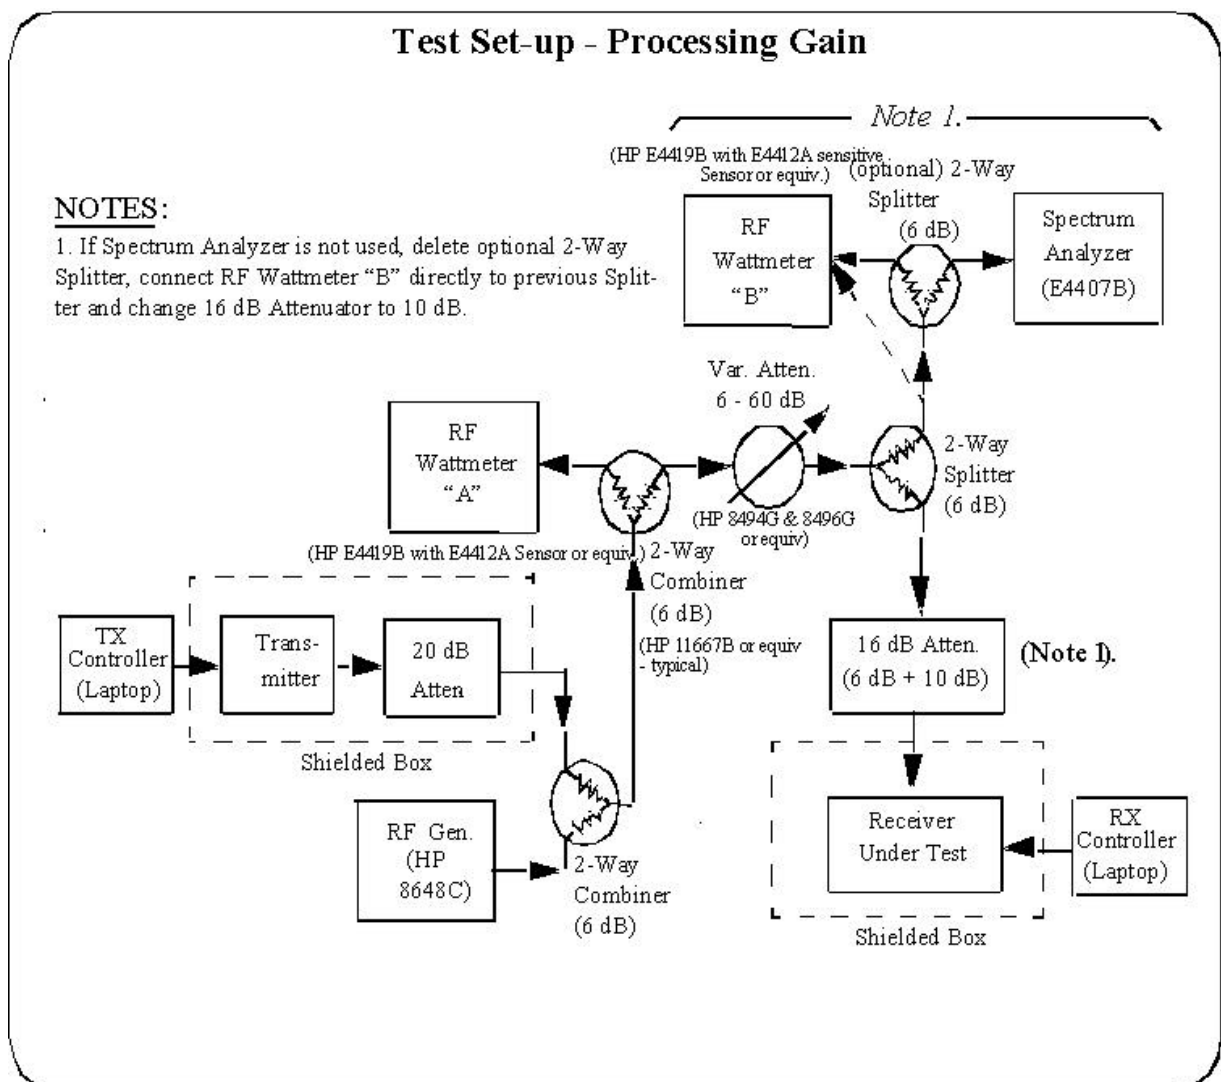 Test Set-up - Processing Gain
Note 1.
(HP E4419B with E4412A sensitive
Sensor or equiv.)
(optional) 2-Way
Splitter
(6 dB)
NOTES:
1. If Spectrum Analyzer is not used, delete optional 2-Way
Splitter, connect RF Wattmeter “B” directly to previous Split-
ter and change 16 dB Attenuator to 10 dB.
RF
Wattmeter
“B”
Spectrum
Analyzer
(E4407B)
Var. Atten.
6 - 60 dB
RF
Wattmeter
“A”
2-Way
Splitter
(6 dB)
(HP 8494G & 8496G
or equiv)
(HP E4419B with E4412A Sensor or equiv.)
2-Way
Combiner
(6 dB)
(HP 11667B or equiv
- typical)
TX
Controller
(Laptop)
Trans-
mitter
20 dB
Atten
Shielded Box
16 dB Atten.
(6 dB + 10 dB)
(Note 1).
RF Gen.
(HP
8648C)
2-Way
Combiner
(6 dB)
Receiver
Under Test
RX
Controller
(Laptop)
Shielded Box